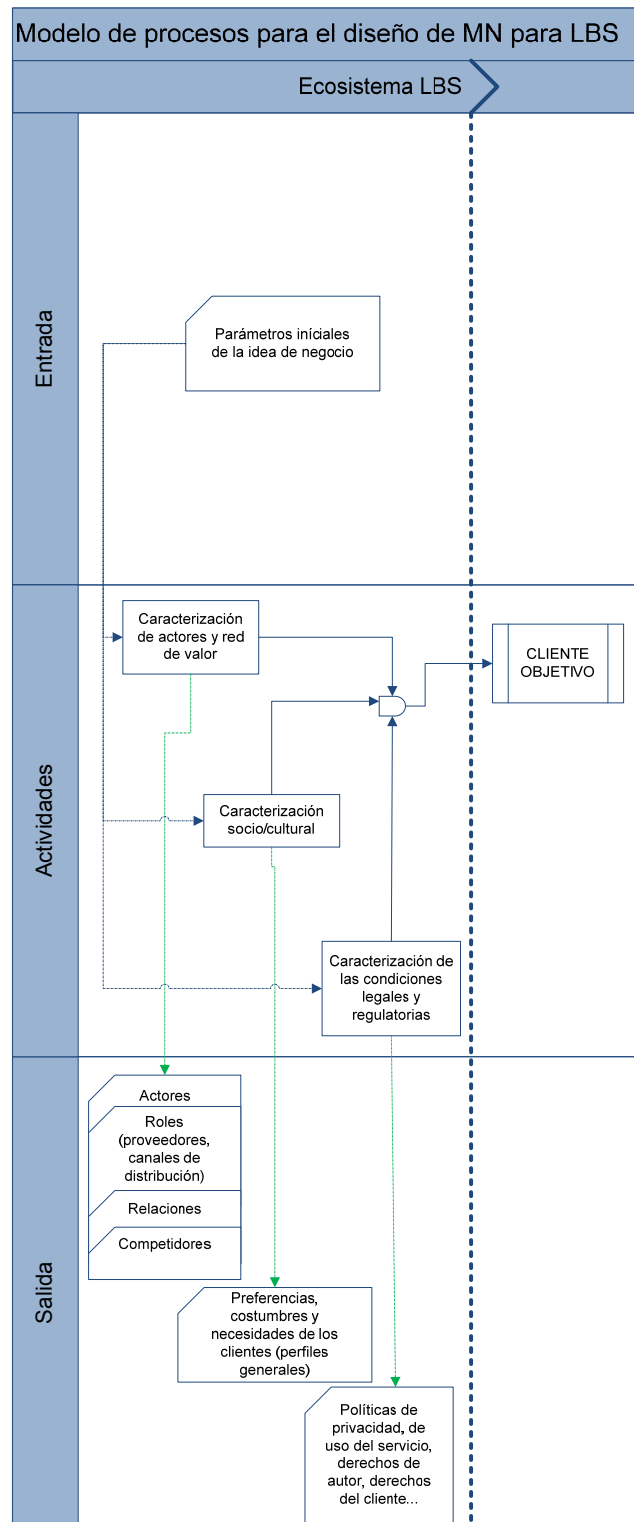 Modelo de procesos para el diseño de MN para LBS
Ecosistema LBS
Entrada
Parámetros iníciales
de la idea de negocio
Actividades
Caracterización
de actores y red de
valor
CLIENTE
OBJETIVO
Caracterización
socio/cultural
Caracterización de
las condiciones
legales y
regulatorias
Salida
Actores
Roles
(proveedores,
canales de
distribución)
Relaciones
Competidores
Preferencias,
costumbres y
necesidades de los
clientes (perfiles
generales)
Políticas de
privacidad, de
uso del servicio,
derechos de
autor, derechos
del cliente...